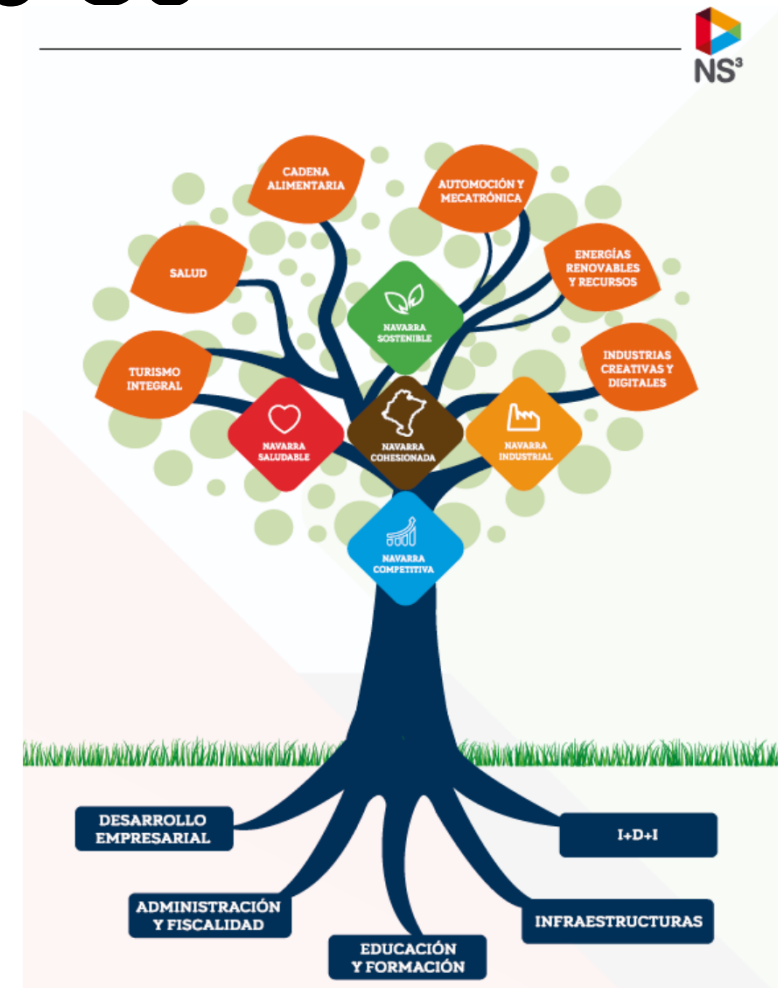 NS³
CADENA
ALIMENTARIA
AUTOMOCIÓN Y
MECATRÓNICA
SALUD
ENERGÍAS
RENOVABLES
Y RECURSOS
NAVARRA
SOSTENIBLE
TURISMO
INTEGRAL
INDUSTRIAS
CREATIVAS Y
DIGITALES
NAVARRA
SALUDABLE
NAVARRA
COHESIONADA
NAVARRA
INDUSTRIAL
NAVARRA
COMPETITIVA
DESARROLLO
EMPRESARIAL
I+D+I
ADMINISTRACIÓN
Y FISCALIDAD
INFRAESTRUCTURAS
EDUCACIÓN
Y FORMACIÓN